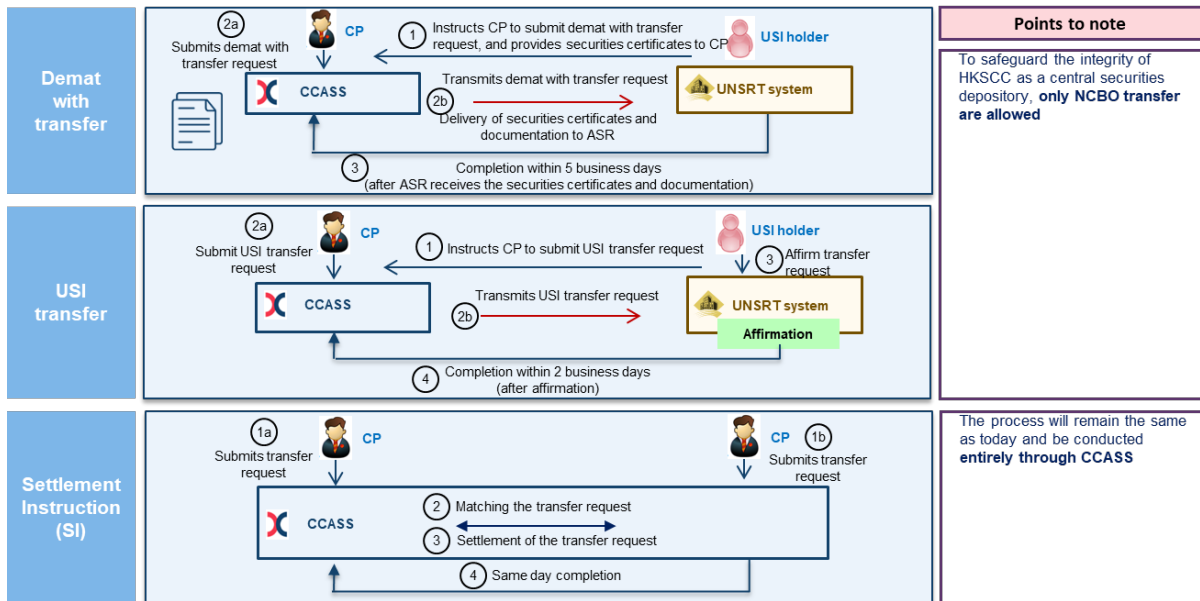 Points to note
Demat
with
transfer
2a
Submits demat with
transfer request
CP
1
Instructs CP to submit demat with transfer
request, and provides securities certificates to CP
USI holder
CCASS
Transmits demat with transfer request
2b
Delivery of securities certificates and
documentation to ASR
UNSRT system
3
Completion within 5 business days
(after ASR receives the securities certificates and documentation)
To safeguard the integrity of
HKSCC as a central securities
depository, only NCBO transfer
are allowed
USI
transfer
2a
Submit USI transfer
request
CP
1
Instructs CP to submit USI transfer request
USI holder
3
Affirm transfer
request
CCASS
Transmits USI transfer request
2b
UNSRT system
Affirmation
4
Completion within 2 business days
(after affirmation)
Settlement
Instruction
(SI)
1a
Submits transfer
request
CP
CP
1b
Submits transfer
request
CCASS
2
Matching the transfer request
3
Settlement of the transfer request
4
Same day completion
The process will remain the same
as today and be conducted
entirely through CCASS